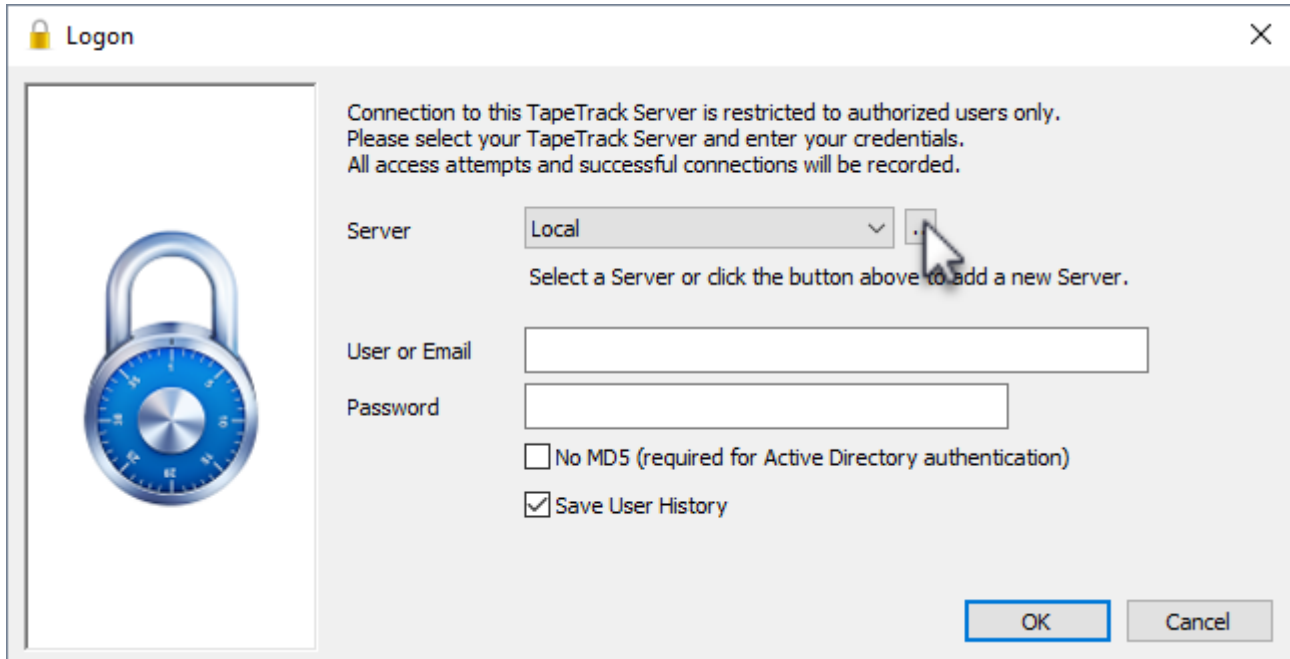 Logon
Connection to this TapeTrack Server is restricted to authorized users only.
Please select your TapeTrack Server and enter your credentials.
All access attempts and successful connections will be recorded.
Server
Local
Select a Server or click the button above to add a new Server.
User or Email
Password
No MD5 (required for Active Directory authentication)
Save User History
OK
Cancel